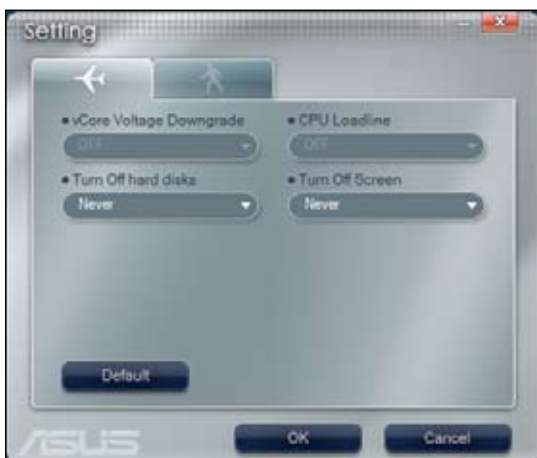 Setting
vCore Voltage Downgrade
OFF
CPU Loadline
OFF
Turn Off hard disks
Never
Turn Off Screen
Never
Default
ASUS
OK
Cancel